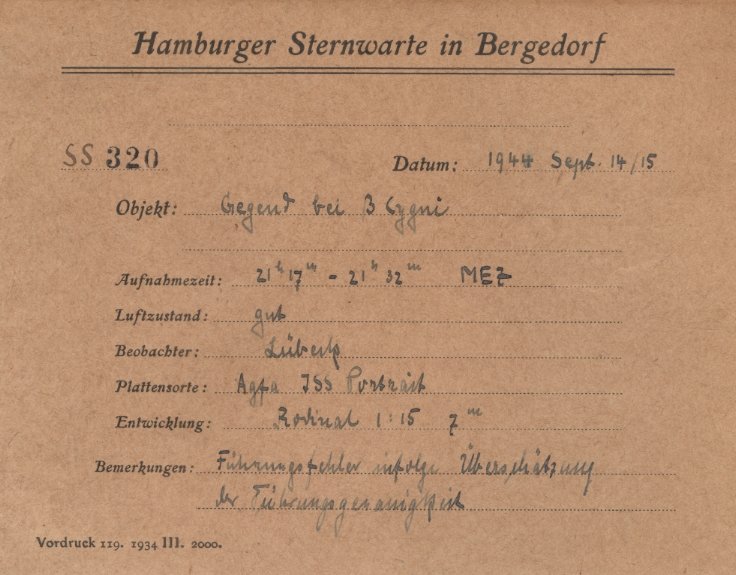 Hamburger Sternwarte in Bergedorf
SS 320 Datum: 1944 Sept. 14/15
Objekt: Gegend bei β Cygni
Aufnahmezeit: 21ʰ 17ᵐ - 21ʰ 32ᵐ MEZ
Luftzustand: gut
Beobachter:
Plattensorte: Agfa ISS Portrait
Entwicklung: Rodinal 1:15 7ᵐ
Bemerkungen: Führungsfehler infolge Überschätzung
der Führungsgenauigkeit
Vordruck 119. 1934 III. 2000.